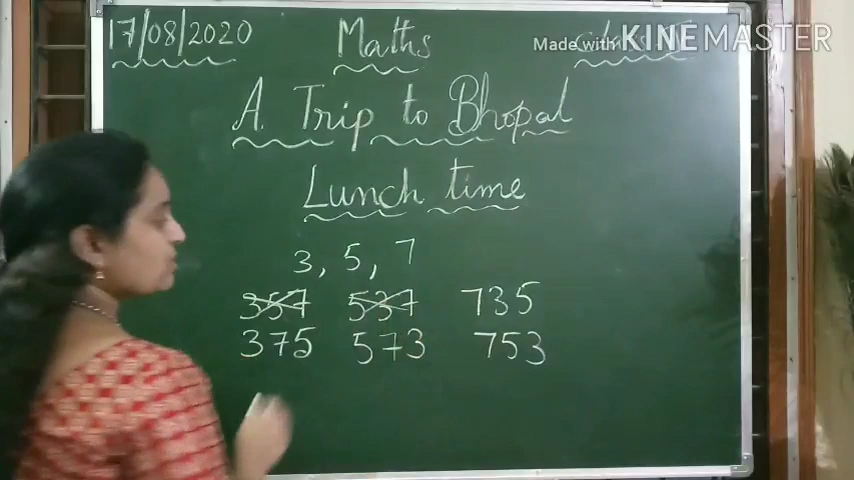 17/08/2020 Maths
Made with KINEMASTER
A Trip to Bhopal
Lunch time
3, 5, 7
357 537 735
375 573 753